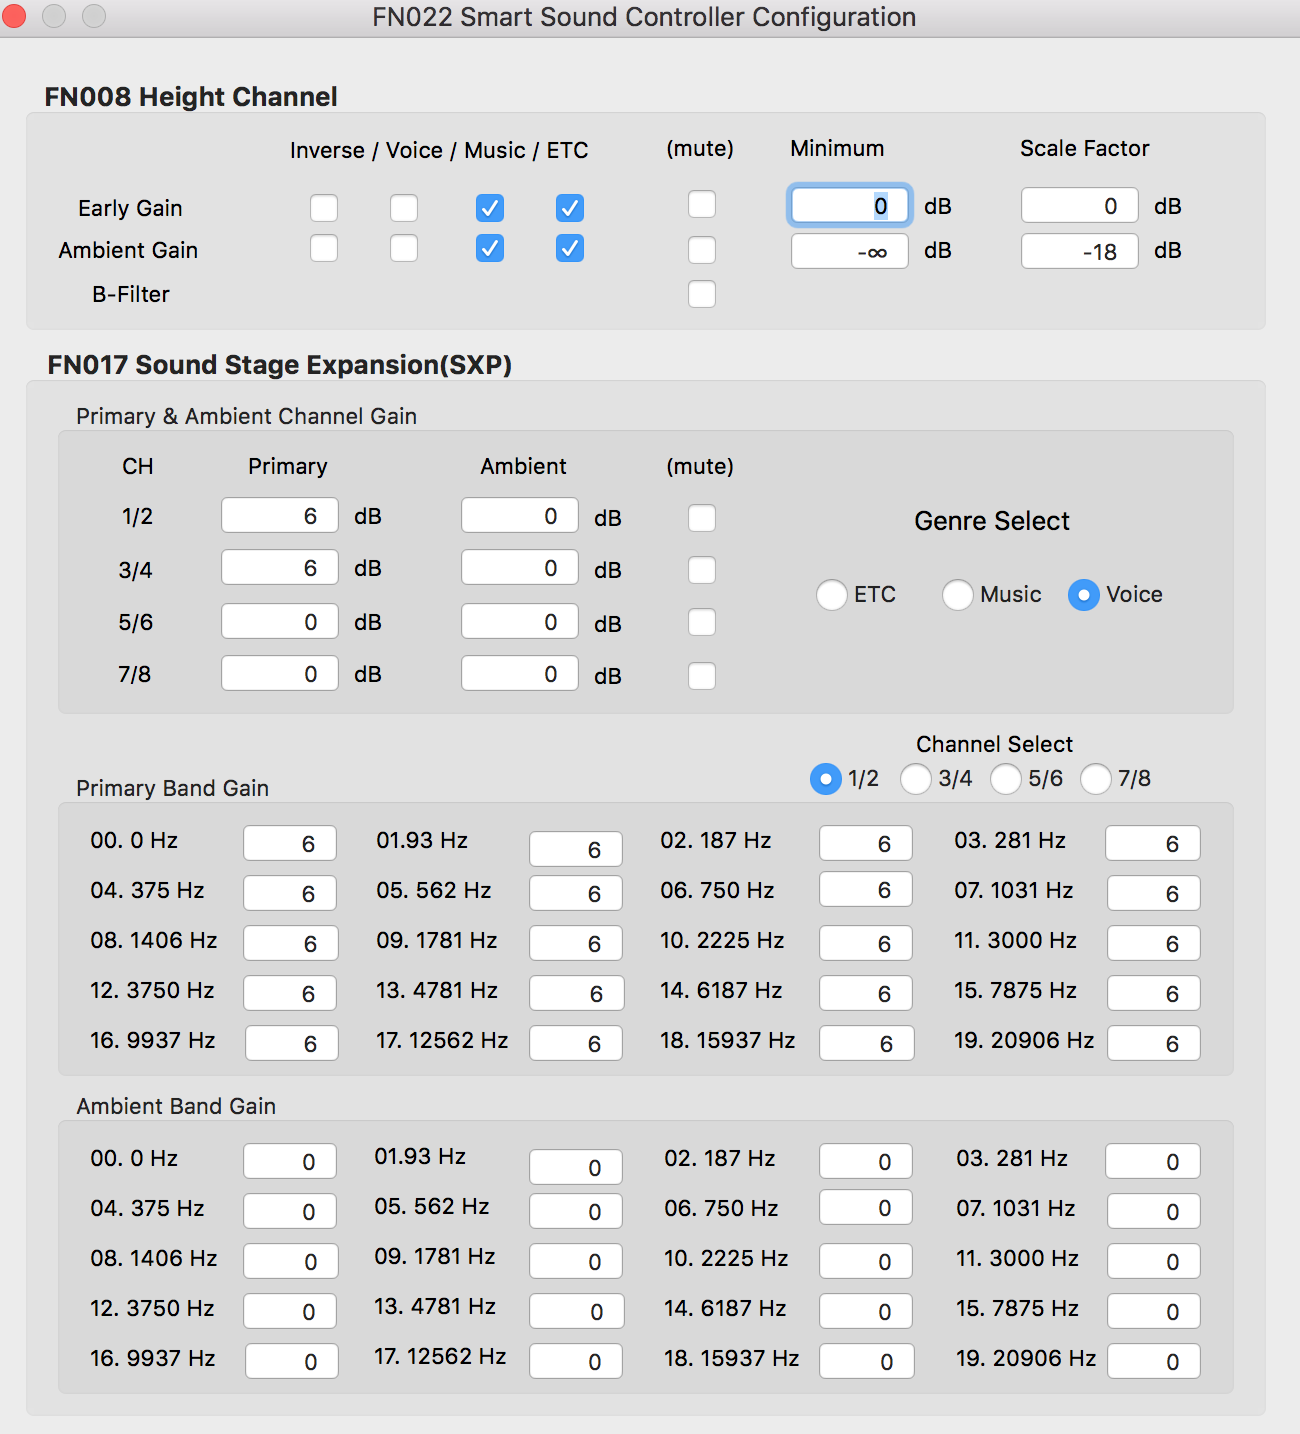 FN022 Smart Sound Controller Configuration
FN008 Height Channel
Inverse / Voice / Music / ETC (mute) Minimum Scale Factor
Early Gain 0 dB 0 dB
Ambient Gain -∞ dB -18 dB
B-Filter
FN017 Sound Stage Expansion(SXP)
Primary & Ambient Channel Gain
CH Primary Ambient (mute)
1/2 6 dB 0 dB
Genre Select
3/4 6 dB 0 dB
ETC Music Voice
5/6 0 dB 0 dB
7/8 0 dB 0 dB
Channel Select
1/2 3/4 5/6 7/8
Primary Band Gain
00. 0 Hz 6 01.93 Hz 6 02. 187 Hz 6 03. 281 Hz 6
04. 375 Hz 6 05. 562 Hz 6 06. 750 Hz 6 07. 1031 Hz 6
08. 1406 Hz 6 09. 1781 Hz 6 10. 2225 Hz 6 11. 3000 Hz 6
12. 3750 Hz 6 13. 4781 Hz 6 14. 6187 Hz 6 15. 7875 Hz 6
16. 9937 Hz 6 17. 12562 Hz 6 18. 15937 Hz 6 19. 20906 Hz 6
Ambient Band Gain
00. 0 Hz 0 01.93 Hz 0 02. 187 Hz 0 03. 281 Hz 0
04. 375 Hz 0 05. 562 Hz 0 06. 750 Hz 0 07. 1031 Hz 0
08. 1406 Hz 0 09. 1781 Hz 0 10. 2225 Hz 0 11. 3000 Hz 0
12. 3750 Hz 0 13. 4781 Hz 0 14. 6187 Hz 0 15. 7875 Hz 0
16. 9937 Hz 0 17. 12562 Hz 0 18. 15937 Hz 0 19. 20906 Hz 0